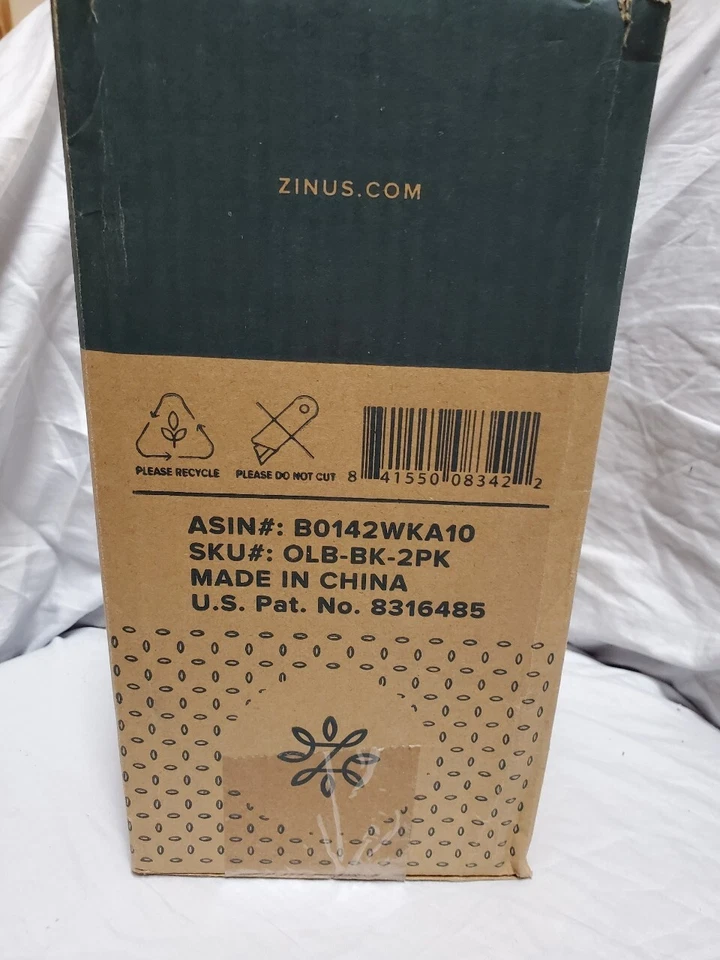 ZINUS.COM
PLEASE RECYCLE
PLEASE DO NOT CUT
8 41550 08342 2
ASIN#: B0142WKA10
SKU#: OLB-BK-2PK
MADE IN CHINA
U.S. Pat. No. 8316485